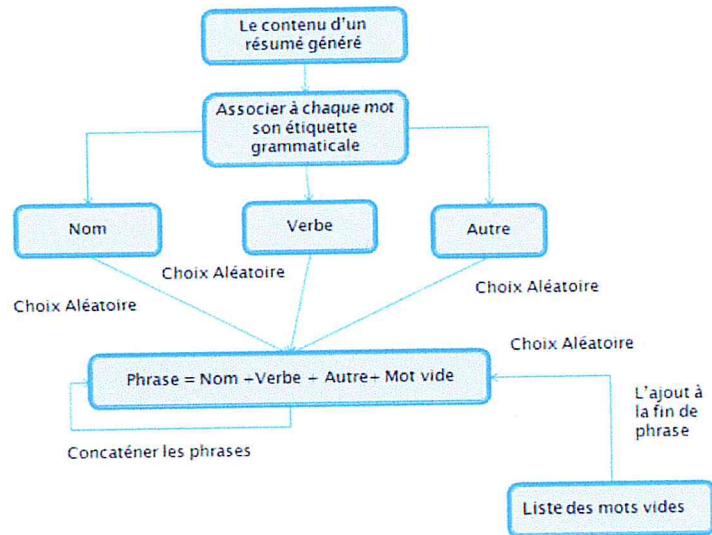 Le contenu d'un
résumé généré
Associer à chaque mot
son étiquette
grammaticale
Nom
Verbe
Autre
Choix Aléatoire
Choix Aléatoire
Choix Aléatoire
Choix Aléatoire
Phrase = Nom +Verbe + Autre+ Mot vide
L'ajout à
la fin de
phrase
Concaténer les phrases
Liste des mots vides